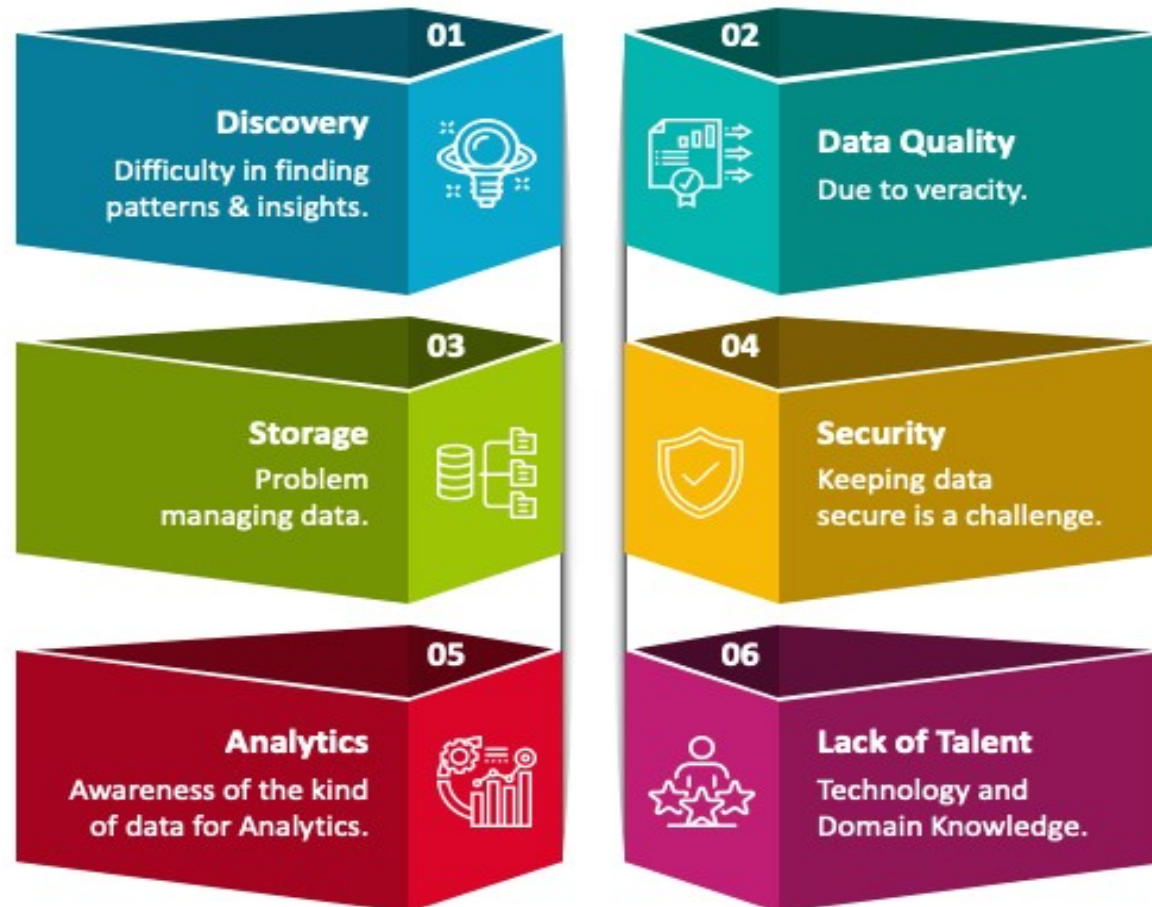 01
Discovery
Difficulty in finding
patterns & insights.
02
Data Quality
Due to veracity.
03
Storage
Problem
managing data.
04
Security
Keeping data
secure is a challenge.
05
Analytics
Awareness of the kind
of data for Analytics.
06
Lack of Talent
Technology and
Domain Knowledge.